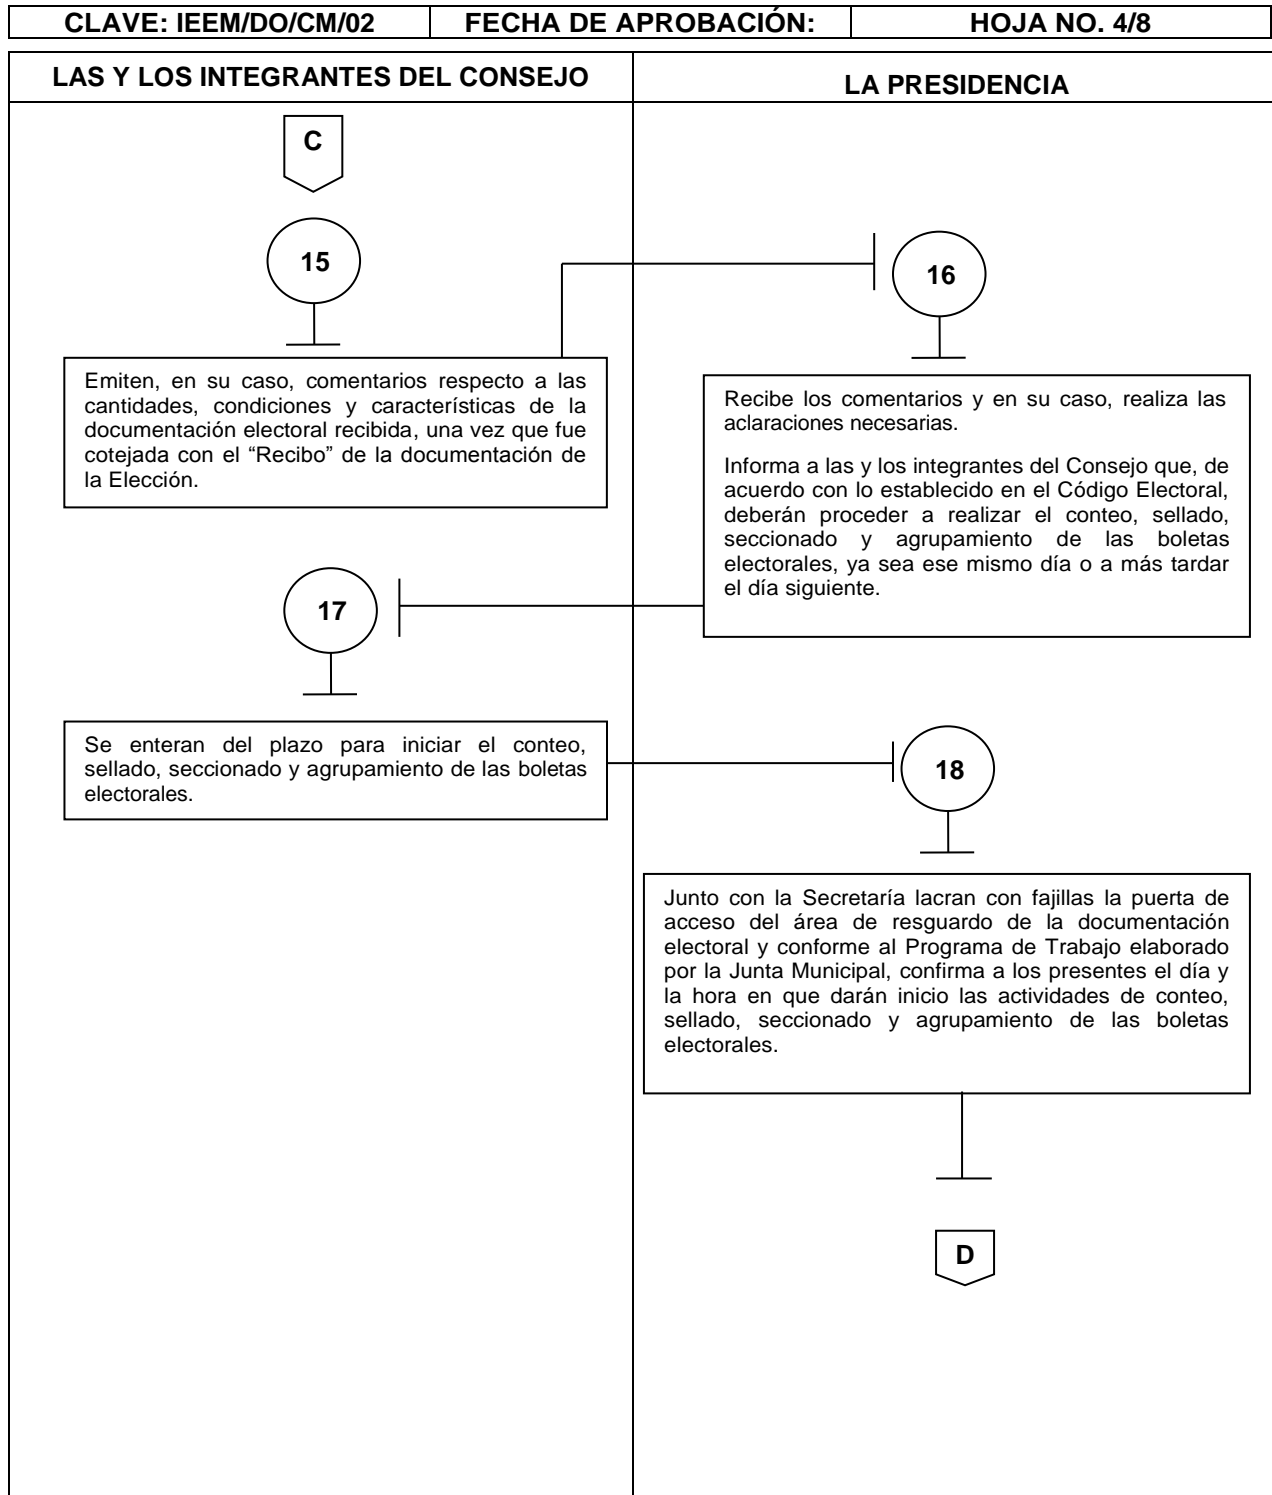 CLAVE: IEEM/DO/CM/02 FECHA DE APROBACIÓN: HOJA NO. 4/8
LAS Y LOS INTEGRANTES DEL CONSEJO LA PRESIDENCIA
C
15
16
Emiten, en su caso, comentarios respecto a las
cantidades, condiciones y características de la
documentación electoral recibida, una vez que fue
cotejada con el “Recibo” de la documentación de
la Elección.
Recibe los comentarios y en su caso, realiza las
aclaraciones necesarias.
Informa a las y los integrantes del Consejo que, de
acuerdo con lo establecido en el Código Electoral,
deberán proceder a realizar el conteo, sellado,
seccionado y agrupamiento de las boletas
electorales, ya sea ese mismo día o a más tardar
el día siguiente.
17
Se enteran del plazo para iniciar el conteo,
sellado, seccionado y agrupamiento de las boletas
electorales.
18
Junto con la Secretaría lacran con fajillas la puerta de
acceso del área de resguardo de la documentación
electoral y conforme al Programa de Trabajo elaborado
por la Junta Municipal, confirma a los presentes el día y
la hora en que darán inicio las actividades de conteo,
sellado, seccionado y agrupamiento de las boletas
electorales.
D